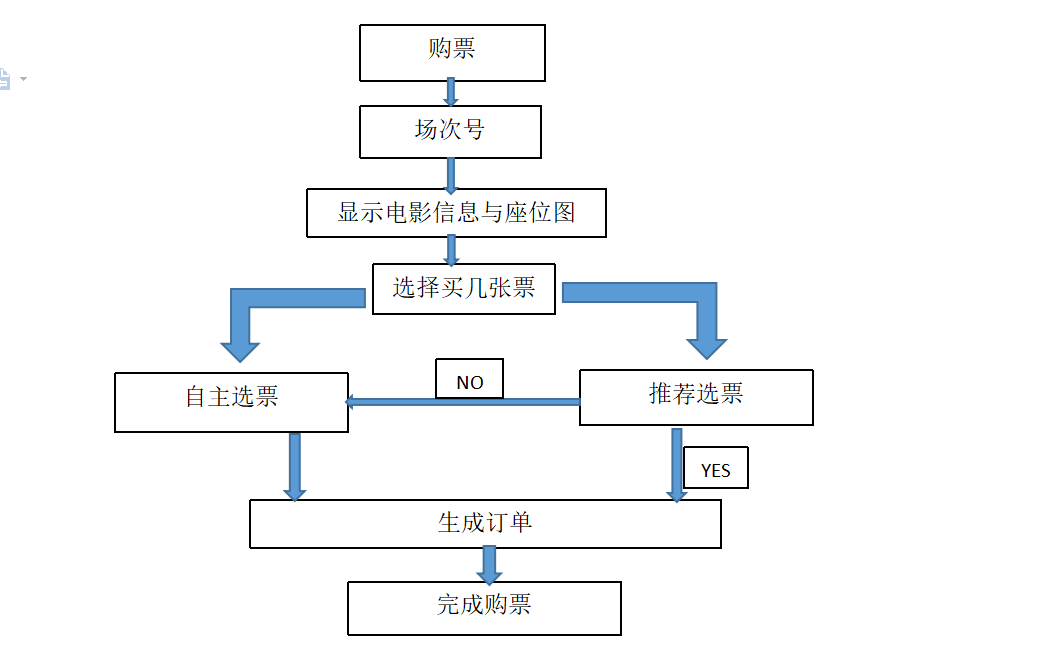 购票
场次号
显示电影信息与座位图
选择买几张票
NO
自主选票
推荐选票
YES
生成订单
完成购票